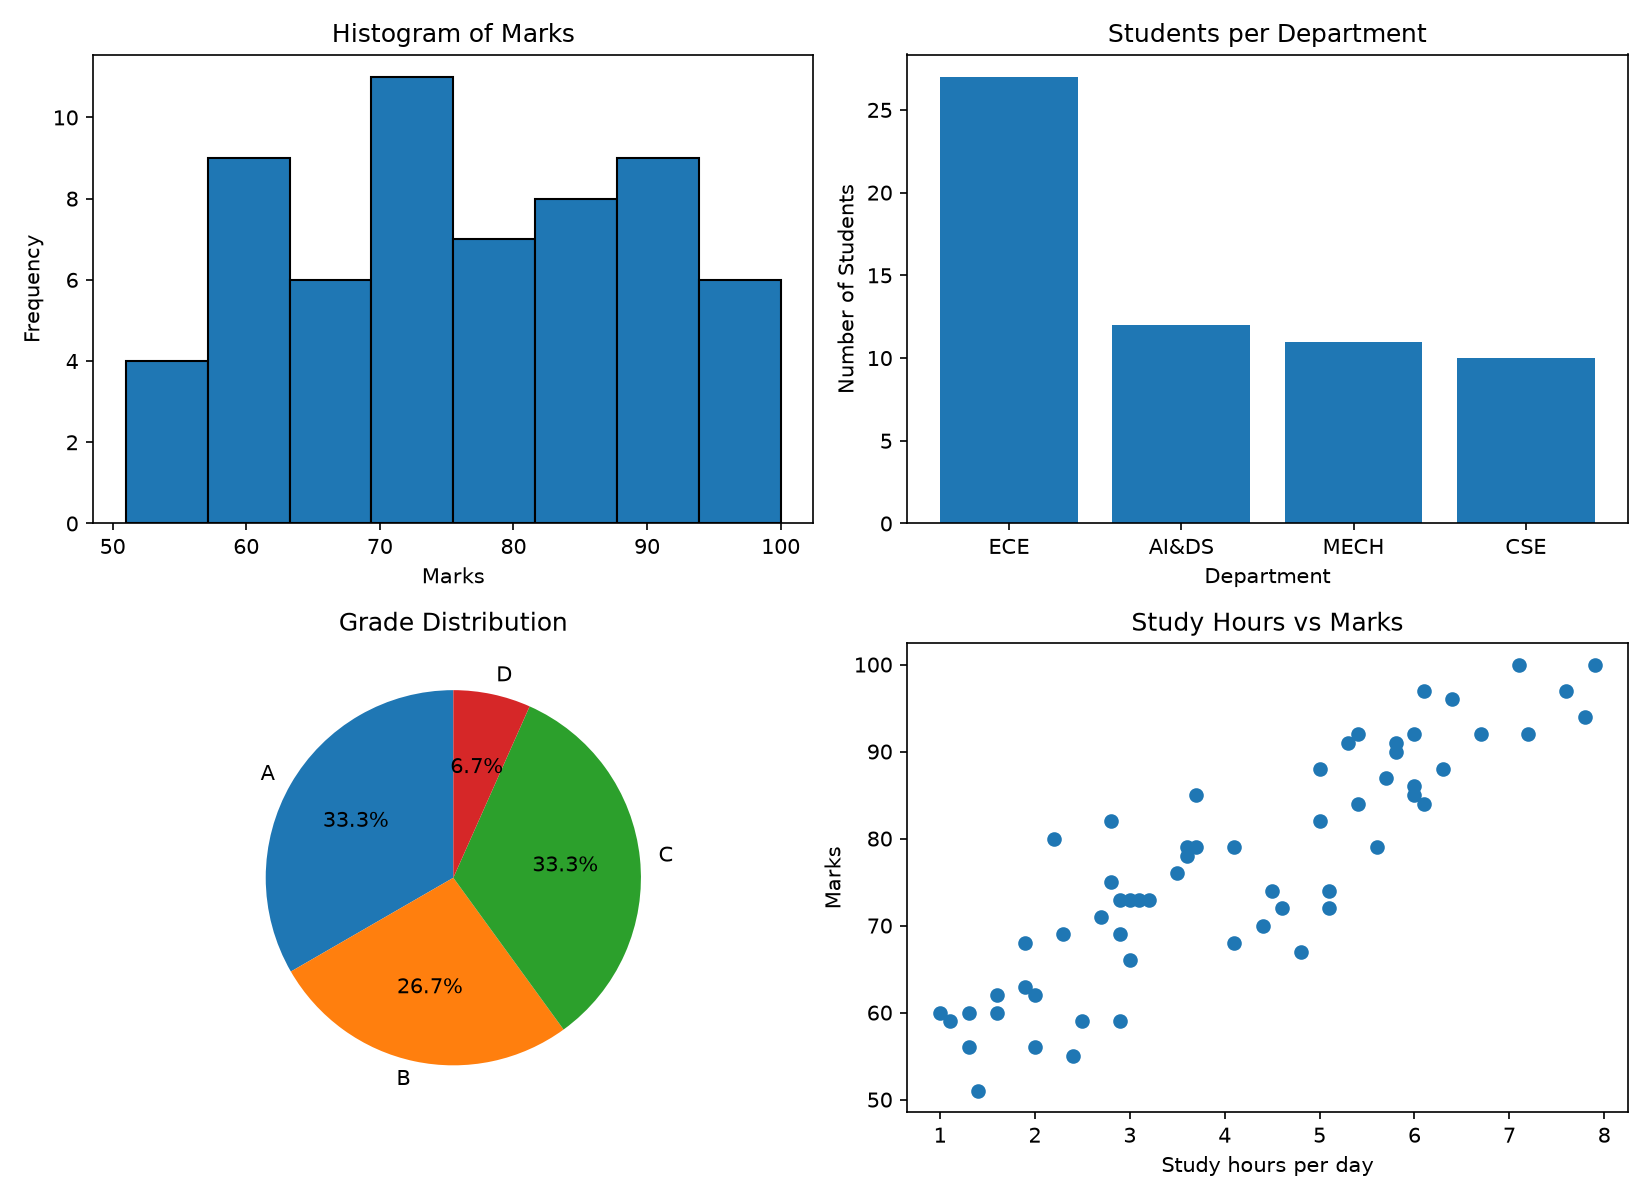 Histogram of Marks
Frequency
10
8
6
4
2
0
50 60 70 80 90 100
Marks
Students per Department
Number of Students
25
20
15
10
5
0
ECE AI&DS MECH CSE
Department
Grade Distribution
D
6.7%
A
33.3%
33.3%
C
26.7%
B
Study Hours vs Marks
Marks
100
90
80
70
60
50
1 2 3 4 5 6 7 8
Study hours per day